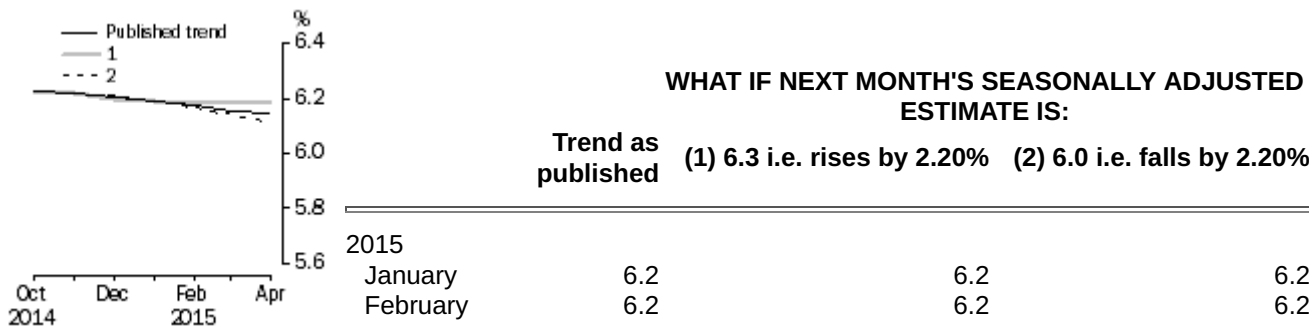 %
Published trend
1
2
6.4
6.2
6.0
5.8
5.6
Oct Dec Feb Apr
2014 2015
WHAT IF NEXT MONTH'S SEASONALLY ADJUSTED
ESTIMATE IS:
Trend as
published
(1) 6.3 i.e. rises by 2.20% (2) 6.0 i.e. falls by 2.20%
2015
January 6.2 6.2 6.2
February 6.2 6.2 6.2